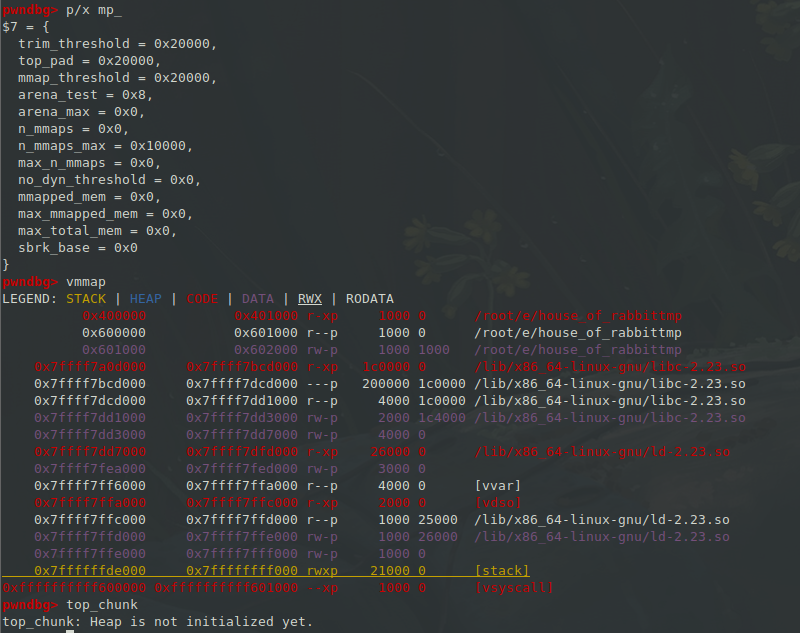 pwndbg> p/x mp_
$7 = {
  trim_threshold = 0x20000,
  top_pad = 0x20000,
  mmap_threshold = 0x20000,
  arena_test = 0x8,
  arena_max = 0x0,
  n_mmaps = 0x0,
  n_mmaps_max = 0x10000,
  max_n_mmaps = 0x0,
  no_dyn_threshold = 0x0,
  mmapped_mem = 0x0,
  max_mmapped_mem = 0x0,
  max_total_mem = 0x0,
  sbrk_base = 0x0
}
pwndbg> vmmap
LEGEND: STACK | HEAP | CODE | DATA | RWX | RODATA
          0x400000           0x401000 r-xp     1000 0      /root/e/house_of_rabbittmp
          0x600000           0x601000 r--p     1000 0      /root/e/house_of_rabbittmp
          0x601000           0x602000 rw-p     1000 1000   /root/e/house_of_rabbittmp
    0x7ffff7a0d000     0x7ffff7bcd000 r-xp   1c0000 0      /lib/x86_64-linux-gnu/libc-2.23.so
    0x7ffff7bcd000     0x7ffff7dcd000 ---p   200000 1c0000 /lib/x86_64-linux-gnu/libc-2.23.so
    0x7ffff7dcd000     0x7ffff7dd1000 r--p     4000 1c0000 /lib/x86_64-linux-gnu/libc-2.23.so
    0x7ffff7dd1000     0x7ffff7dd3000 rw-p     2000 1c4000 /lib/x86_64-linux-gnu/libc-2.23.so
    0x7ffff7dd3000     0x7ffff7dd7000 rw-p     4000 0
    0x7ffff7dd7000     0x7ffff7dfd000 r-xp    26000 0      /lib/x86_64-linux-gnu/ld-2.23.so
    0x7ffff7fea000     0x7ffff7fed000 rw-p     3000 0
    0x7ffff7ff6000     0x7ffff7ffa000 r--p     4000 0      [vvar]
    0x7ffff7ffa000     0x7ffff7ffc000 r-xp     2000 0      [vdso]
    0x7ffff7ffc000     0x7ffff7ffd000 r--p     1000 25000  /lib/x86_64-linux-gnu/ld-2.23.so
    0x7ffff7ffd000     0x7ffff7ffe000 rw-p     1000 26000  /lib/x86_64-linux-gnu/ld-2.23.so
    0x7ffff7ffe000     0x7ffff7fff000 rw-p     1000 0
    0x7ffffffde000     0x7ffffffff000 rwxp    21000 0      [stack]
0xffffffffff600000 0xffffffffff601000 --xp     1000 0      [vsyscall]
pwndbg> top_chunk
top_chunk: Heap is not initialized yet.